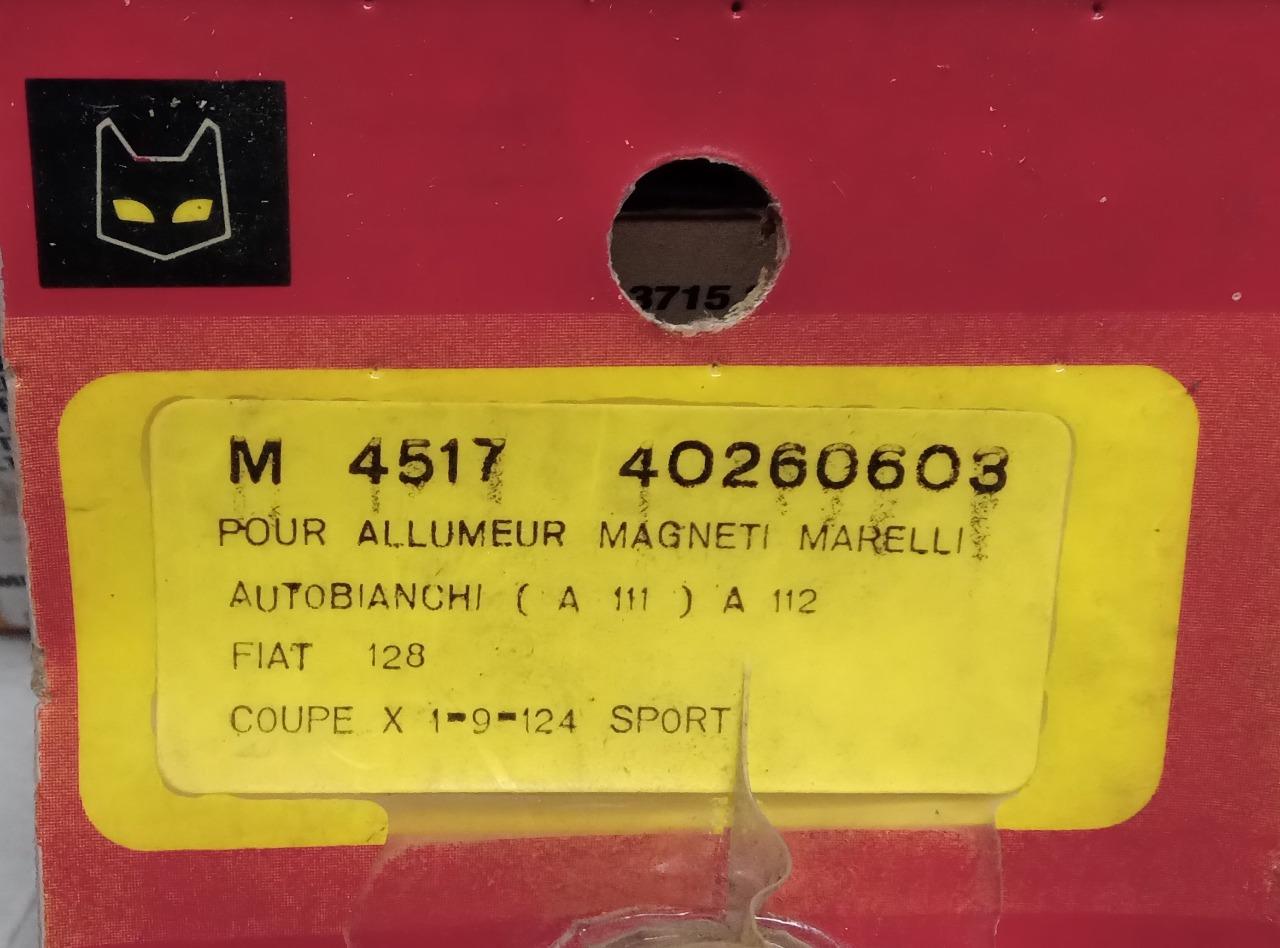 3715
M 4517 40260603
POUR ALLUMEUR MAGNETI MARELLI
AUTOBIANCHI ( A 111 ) A 112
FIAT 128
COUPE X 1-9-124 SPORT